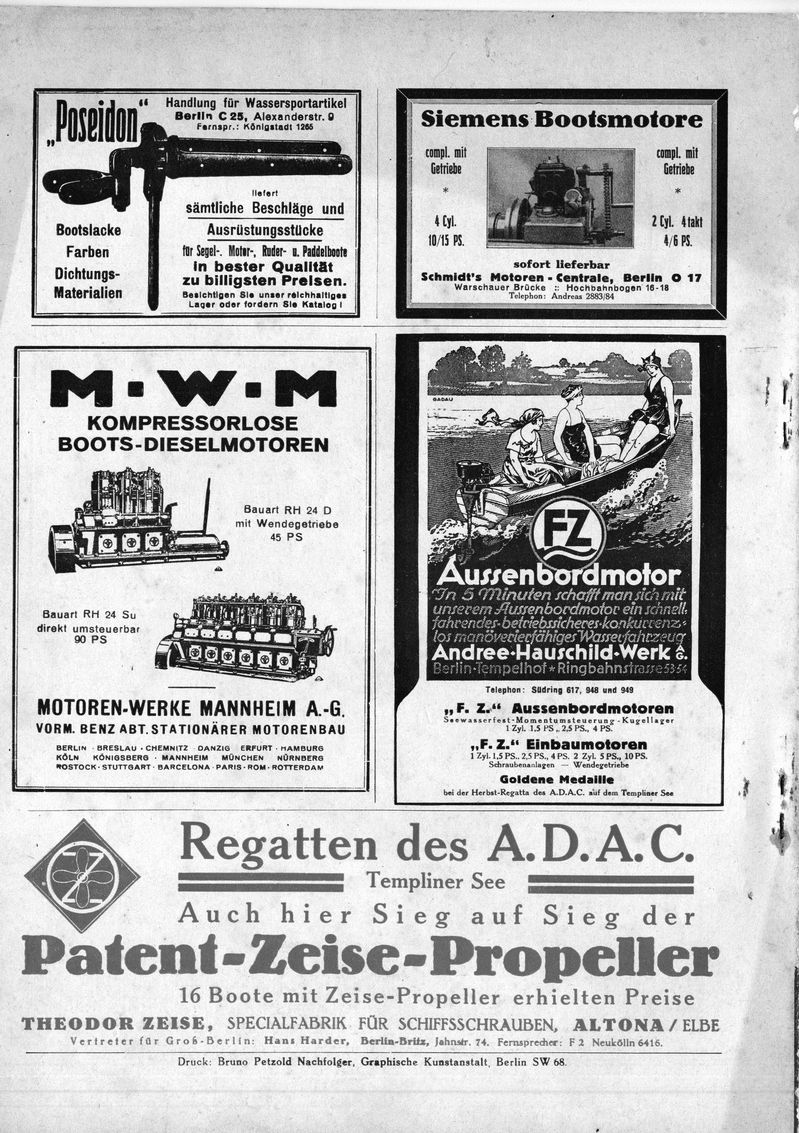 „Poseidon“
Handlung für Wassersportartikel
Berlin C 25, Alexanderstr. 9
Fernspr.: Königstadt 1265
liefert
sämtliche Beschläge und
Ausrüstungsstücke
für Segel-, Motor-, Ruder- u. Paddelboote
in bester Qualität
zu billigsten Preisen.
Besichtigen Sie unser reichhaltiges
Lager oder fordern Sie Katalog!
Bootslacke
Farben
Dichtungs-
Materialien
Siemens Bootsmotore
compl. mit
Getriebe
*
4 Cyl.
10/15 PS.
compl. mit
Getriebe
*
2 Cyl. 4takt
4/6 PS.
sofort lieferbar
Schmidt's Motoren-Centrale, Berlin O 17
Warschauer Brücke :: Hochbahnbogen 16-18
Telephon: Andreas 2883/84
M·W·M
KOMPRESSORLOSE
BOOTS-DIESELMOTOREN
Bauart RH 24 D
mit Wendegetriebe
45 PS
Bauart RH 24 Su
direkt umsteuerbar
90 PS
MOTOREN-WERKE MANNHEIM A.-G.
VORM. BENZ ABT. STATIONÄRER MOTORENBAU
BERLIN · BRESLAU · CHEMNITZ · DANZIG ERFURT · HAMBURG
KÖLN KÖNIGSBERG · MANNHEIM MÜNCHEN NÜRNBERG
ROSTOCK · STUTTGART · BARCELONA · PARIS · ROM · ROTTERDAM
GADAU
FZ
Aussenbordmotor
In 5 Minuten schafft man sich mit
unserem Aussenbordmotor ein schnell-
fahrendes-betriebssicheres-konkurrenz-
los manövrierfähiges Wasserfahrzeug
Andree-Hauschild-Werk A.G.
Berlin-Tempelhof * Ringbahnstrasse 53-54
Telephon: Südring 617, 948 und 949
„F. Z.“ Aussenbordmotoren
Seewasserfest-Momentumsteuerung-Kugellager
1 Zyl. 1,5 PS., 2,5 PS., 4 PS.
„F. Z.“ Einbaumotoren
1 Zyl. 1,5 PS.. 2,5 PS., 4 PS. 2 Zyl. 5 PS., 10 PS.
Schraubenanlagen — Wendegetriebe
Goldene Medaille
bei der Herbst-Regatta des A.D.A.C. auf dem Templiner See
Z Z
Regatten des A.D.A.C.
Templiner See
Auch hier Sieg auf Sieg der
Patent-Zeise-Propeller
16 Boote mit Zeise-Propeller erhielten Preise
THEODOR ZEISE, SPECIALFABRIK FÜR SCHIFFSSCHRAUBEN, ALTONA / ELBE
Vertreter für Groß-Berlin: Hans Harder, Berlin-Britz, Jahnstr. 74. Fernsprecher: F 2 Neukölln 6416.
Druck: Bruno Petzold Nachfolger, Graphische Kunstanstalt, Berlin SW 68.